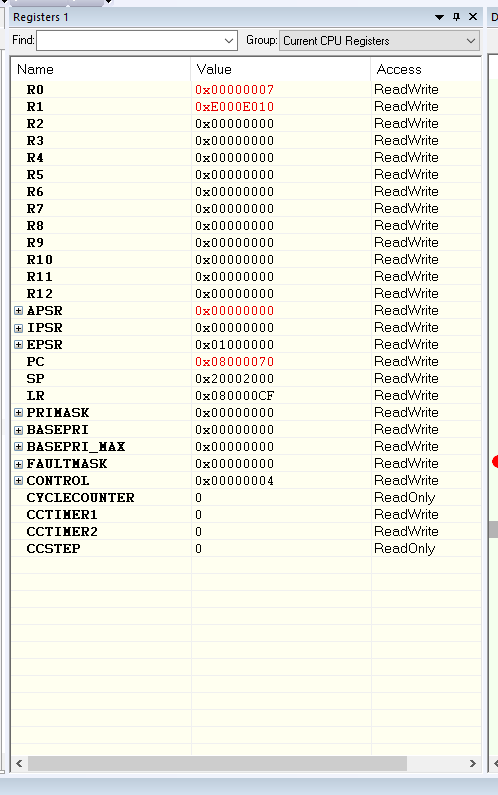 Registers 1
Find: Group: Current CPU Registers
Name Value Access
R0 0x00000007 ReadWrite
R1 0xE000E010 ReadWrite
R2 0x00000000 ReadWrite
R3 0x00000000 ReadWrite
R4 0x00000000 ReadWrite
R5 0x00000000 ReadWrite
R6 0x00000000 ReadWrite
R7 0x00000000 ReadWrite
R8 0x00000000 ReadWrite
R9 0x00000000 ReadWrite
R10 0x00000000 ReadWrite
R11 0x00000000 ReadWrite
R12 0x00000000 ReadWrite
APSR 0x00000000 ReadWrite
IPSR 0x00000000 ReadWrite
EPSR 0x01000000 ReadWrite
PC 0x08000070 ReadWrite
SP 0x20002000 ReadWrite
LR 0x080000CF ReadWrite
PRIMASK 0x00000000 ReadWrite
BASEPRI 0x00000000 ReadWrite
BASEPRI_MAX 0x00000000 ReadWrite
FAULTMASK 0x00000000 ReadWrite
CONTROL 0x00000004 ReadWrite
CYCLECOUNTER 0 ReadOnly
CCTIMER1 0 ReadWrite
CCTIMER2 0 ReadWrite
CCSTEP 0 ReadOnly